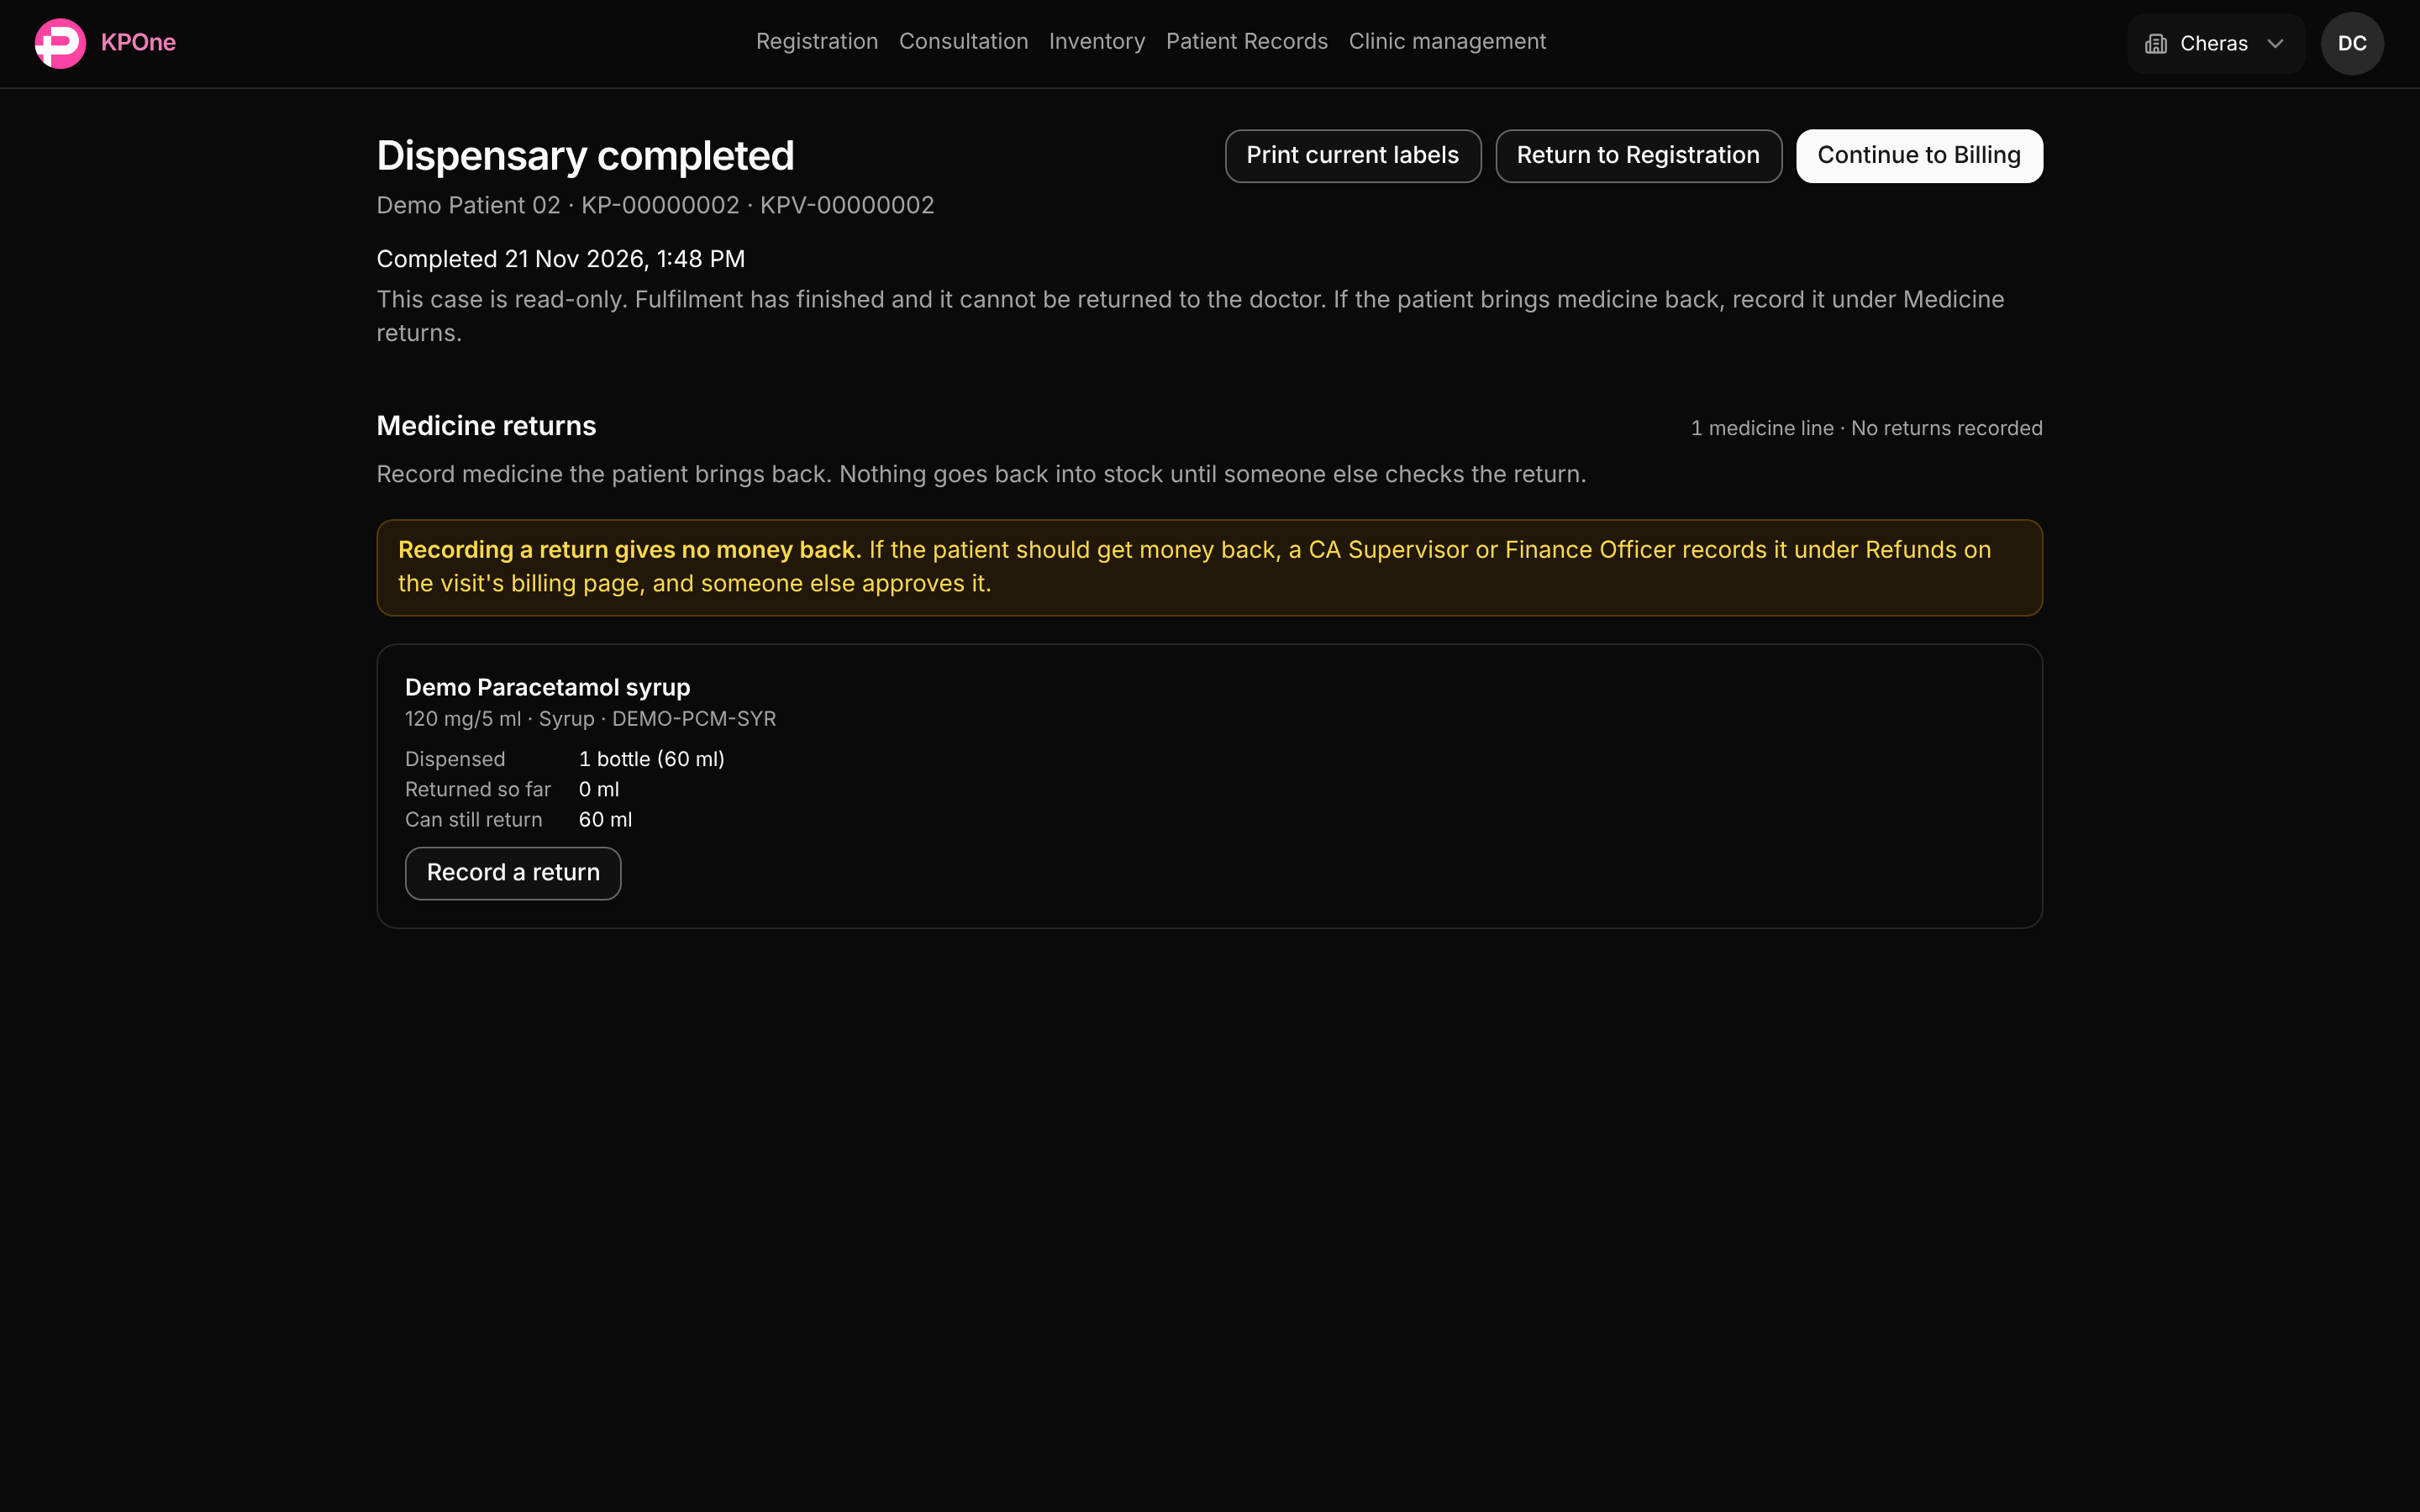 KPOne
Registration
Consultation
Inventory
Patient Records
Clinic management
Cheras
DC
Dispensary completed
Print current labels
Return to Registration
Continue to Billing
Demo Patient 02 · KP-00000002 · KPV-00000002
Completed 21 Nov 2026, 1:48 PM
This case is read-only. Fulfilment has finished and it cannot be returned to the doctor. If the patient brings medicine back, record it under Medicine
returns.
Medicine returns
1 medicine line · No returns recorded
Record medicine the patient brings back. Nothing goes back into stock until someone else checks the return.
Recording a return gives no money back. If the patient should get money back, a CA Supervisor or Finance Officer records it under Refunds on
the visit's billing page, and someone else approves it.
Demo Paracetamol syrup
120 mg/5 ml · Syrup · DEMO-PCM-SYR
Dispensed 1 bottle (60 ml)
Returned so far 0 ml
Can still return 60 ml
Record a return